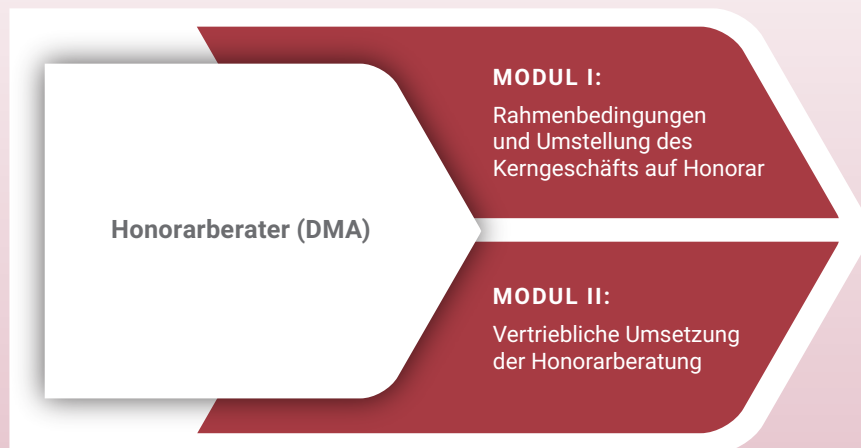 Honorarberater (DMA)
MODUL I:
Rahmenbedingungen
und Umstellung des
Kerngeschäfts auf Honorar
MODUL II:
Vertriebliche Umsetzung
der Honorarberatung